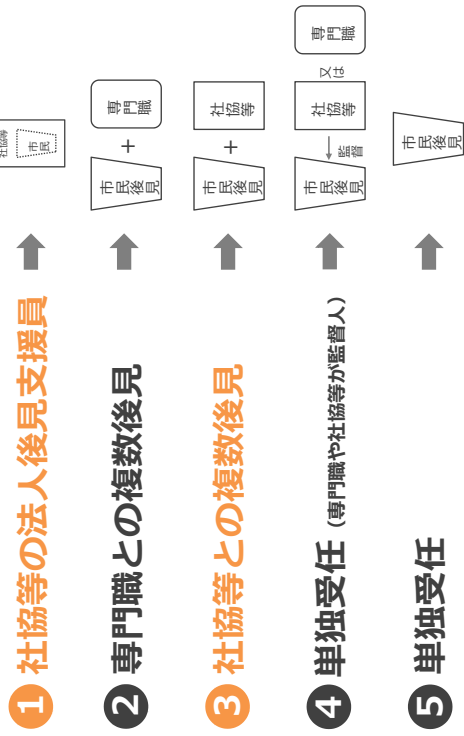 1 社協等の法人後見支援員
社協等
市民
2 専門職との複数後見
市民後見 + 専門職
3 社協等との複数後見
市民後見 + 社協等
4 単独受任（専門職や社協等が監督人）
市民後見 監督 社協等 又は 専門職
5 単独受任
市民後見